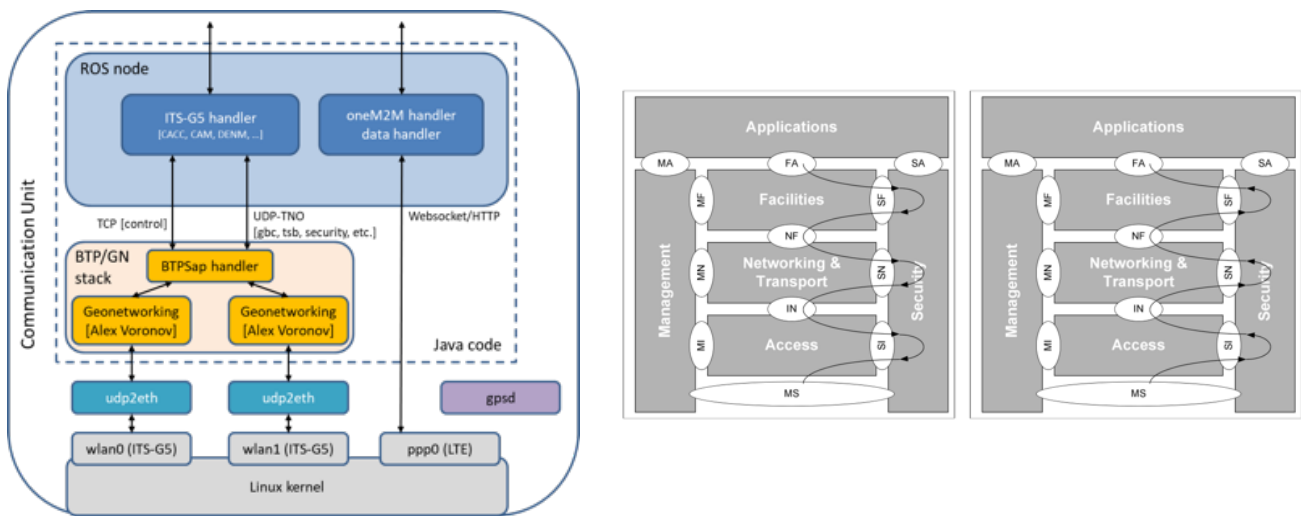 Communication Unit
ROS node
ITS-G5 handler
[CACC, CAM, DENM, ...]
oneM2M handler
data handler
TCP [control]
UDP-TNO
[gbc, tsb, security, etc.]
Websocket/HTTP
BTP/GN
stack
BTPSap handler
Geonetworking
[Alex Voronov]
Geonetworking
[Alex Voronov]
Java code
udp2eth
udp2eth
gpsd
wlan0 (ITS-G5)
wlan1 (ITS-G5)
ppp0 (LTE)
Linux kernel
Applications
MA
FA
SA
MF
Facilities
SF
NF
Management
MN
Networking &
Transport
SN
Security
IN
MI
Access
SI
MS
Applications
MA
FA
SA
MF
Facilities
SF
NF
Management
MN
Networking &
Transport
SN
Security
IN
MI
Access
SI
MS